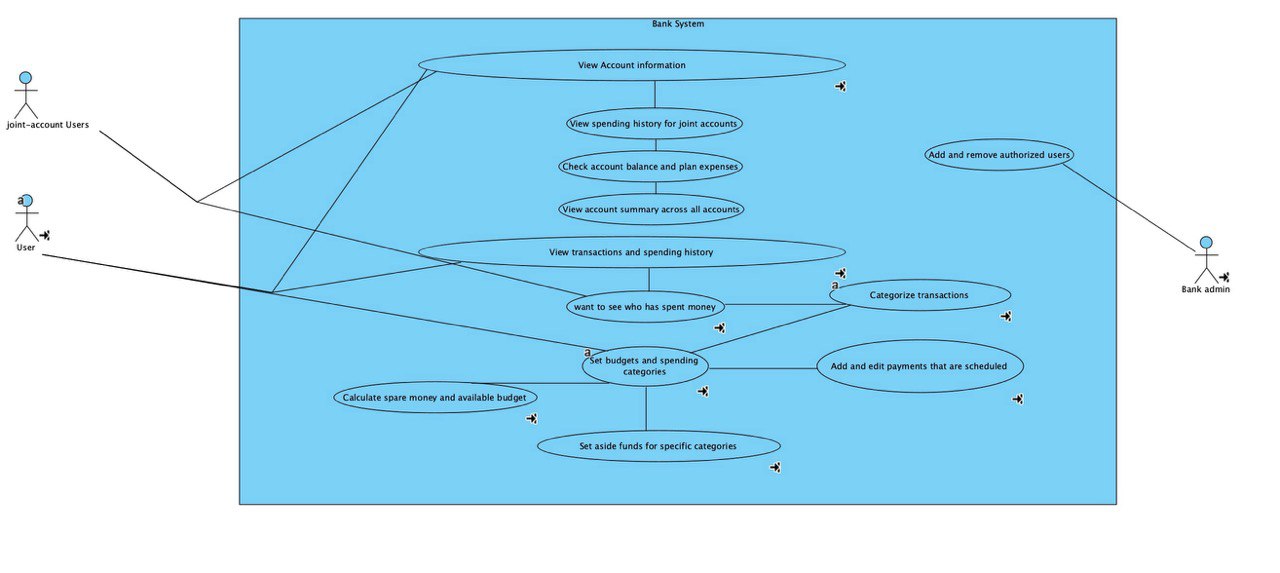 Bank System
View Account information
joint-account Users
View spending history for joint accounts
Add and remove authorized users
Check account balance and plan expenses
a
View account summary across all accounts
User
View transactions and spending history
Bank admin
a
Categorize transactions
want to see who has spent money
a
Set budgets and spending
categories
Add and edit payments that are scheduled
Calculate spare money and available budget
Set aside funds for specific categories